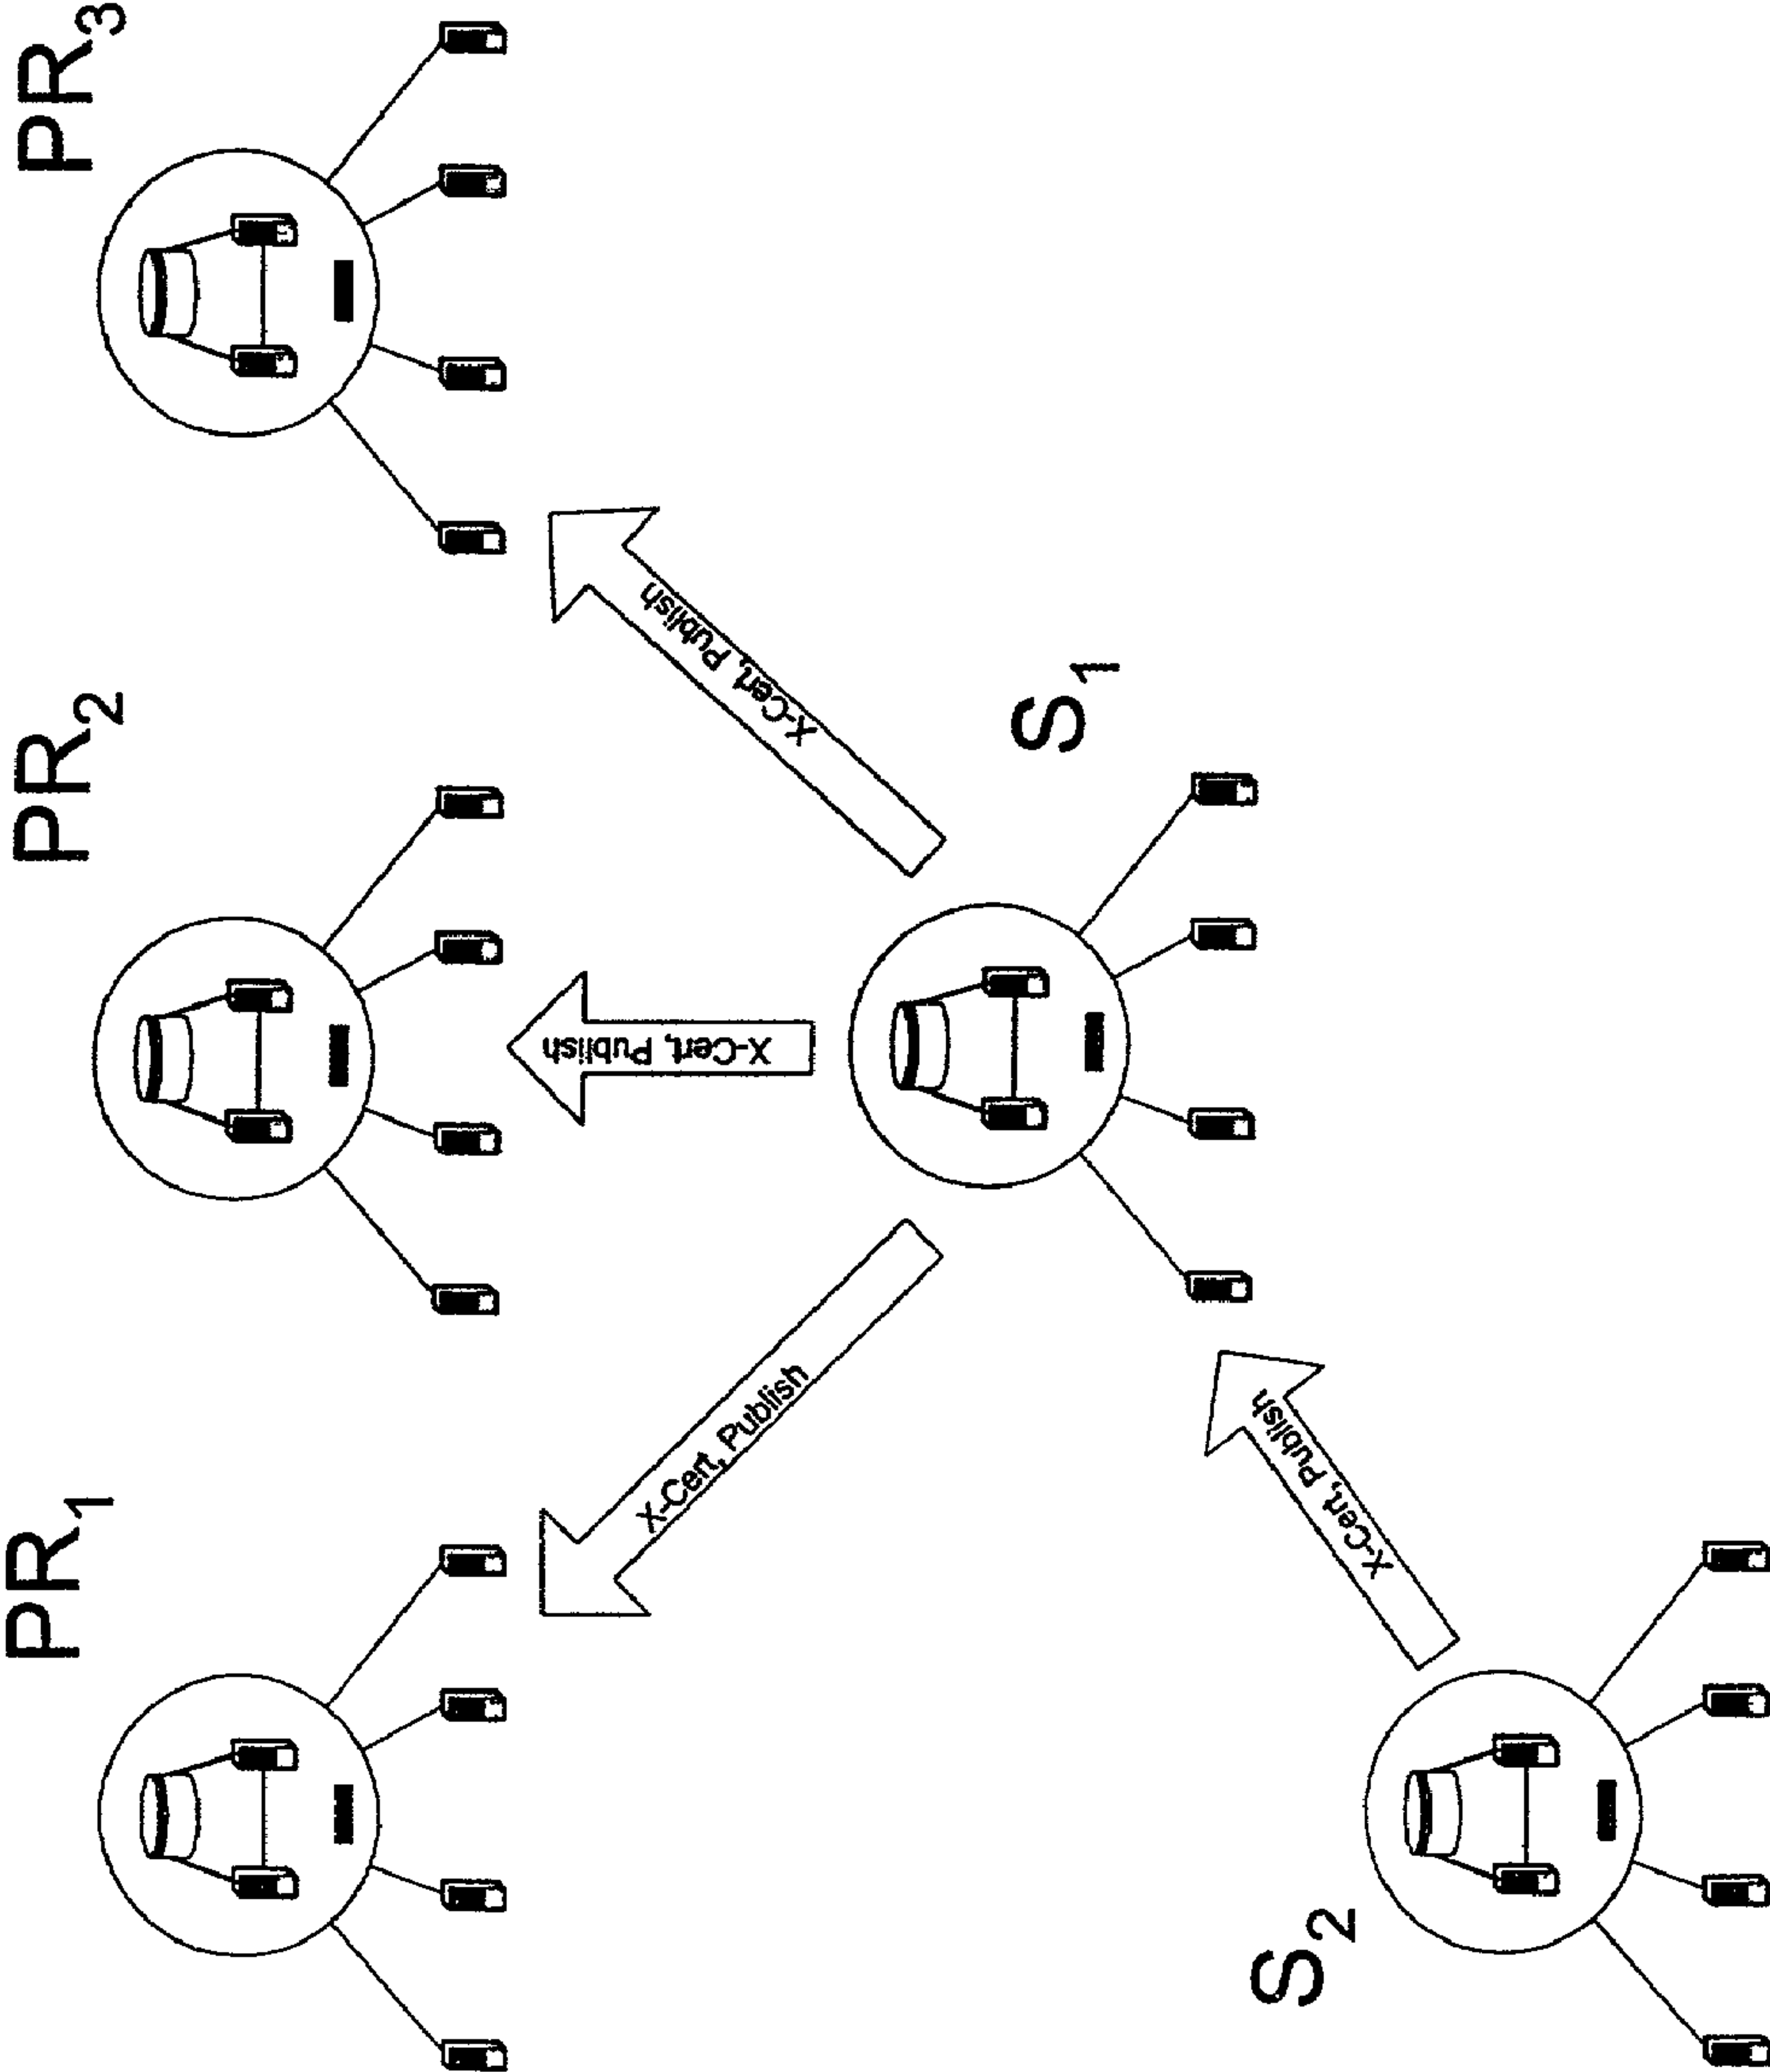 PR₁
PR₂
PR₃
X-Cert, Publish
X-Cert, Publish
X-Cert, Publish
S₁
S₂
X-Cert, Publish